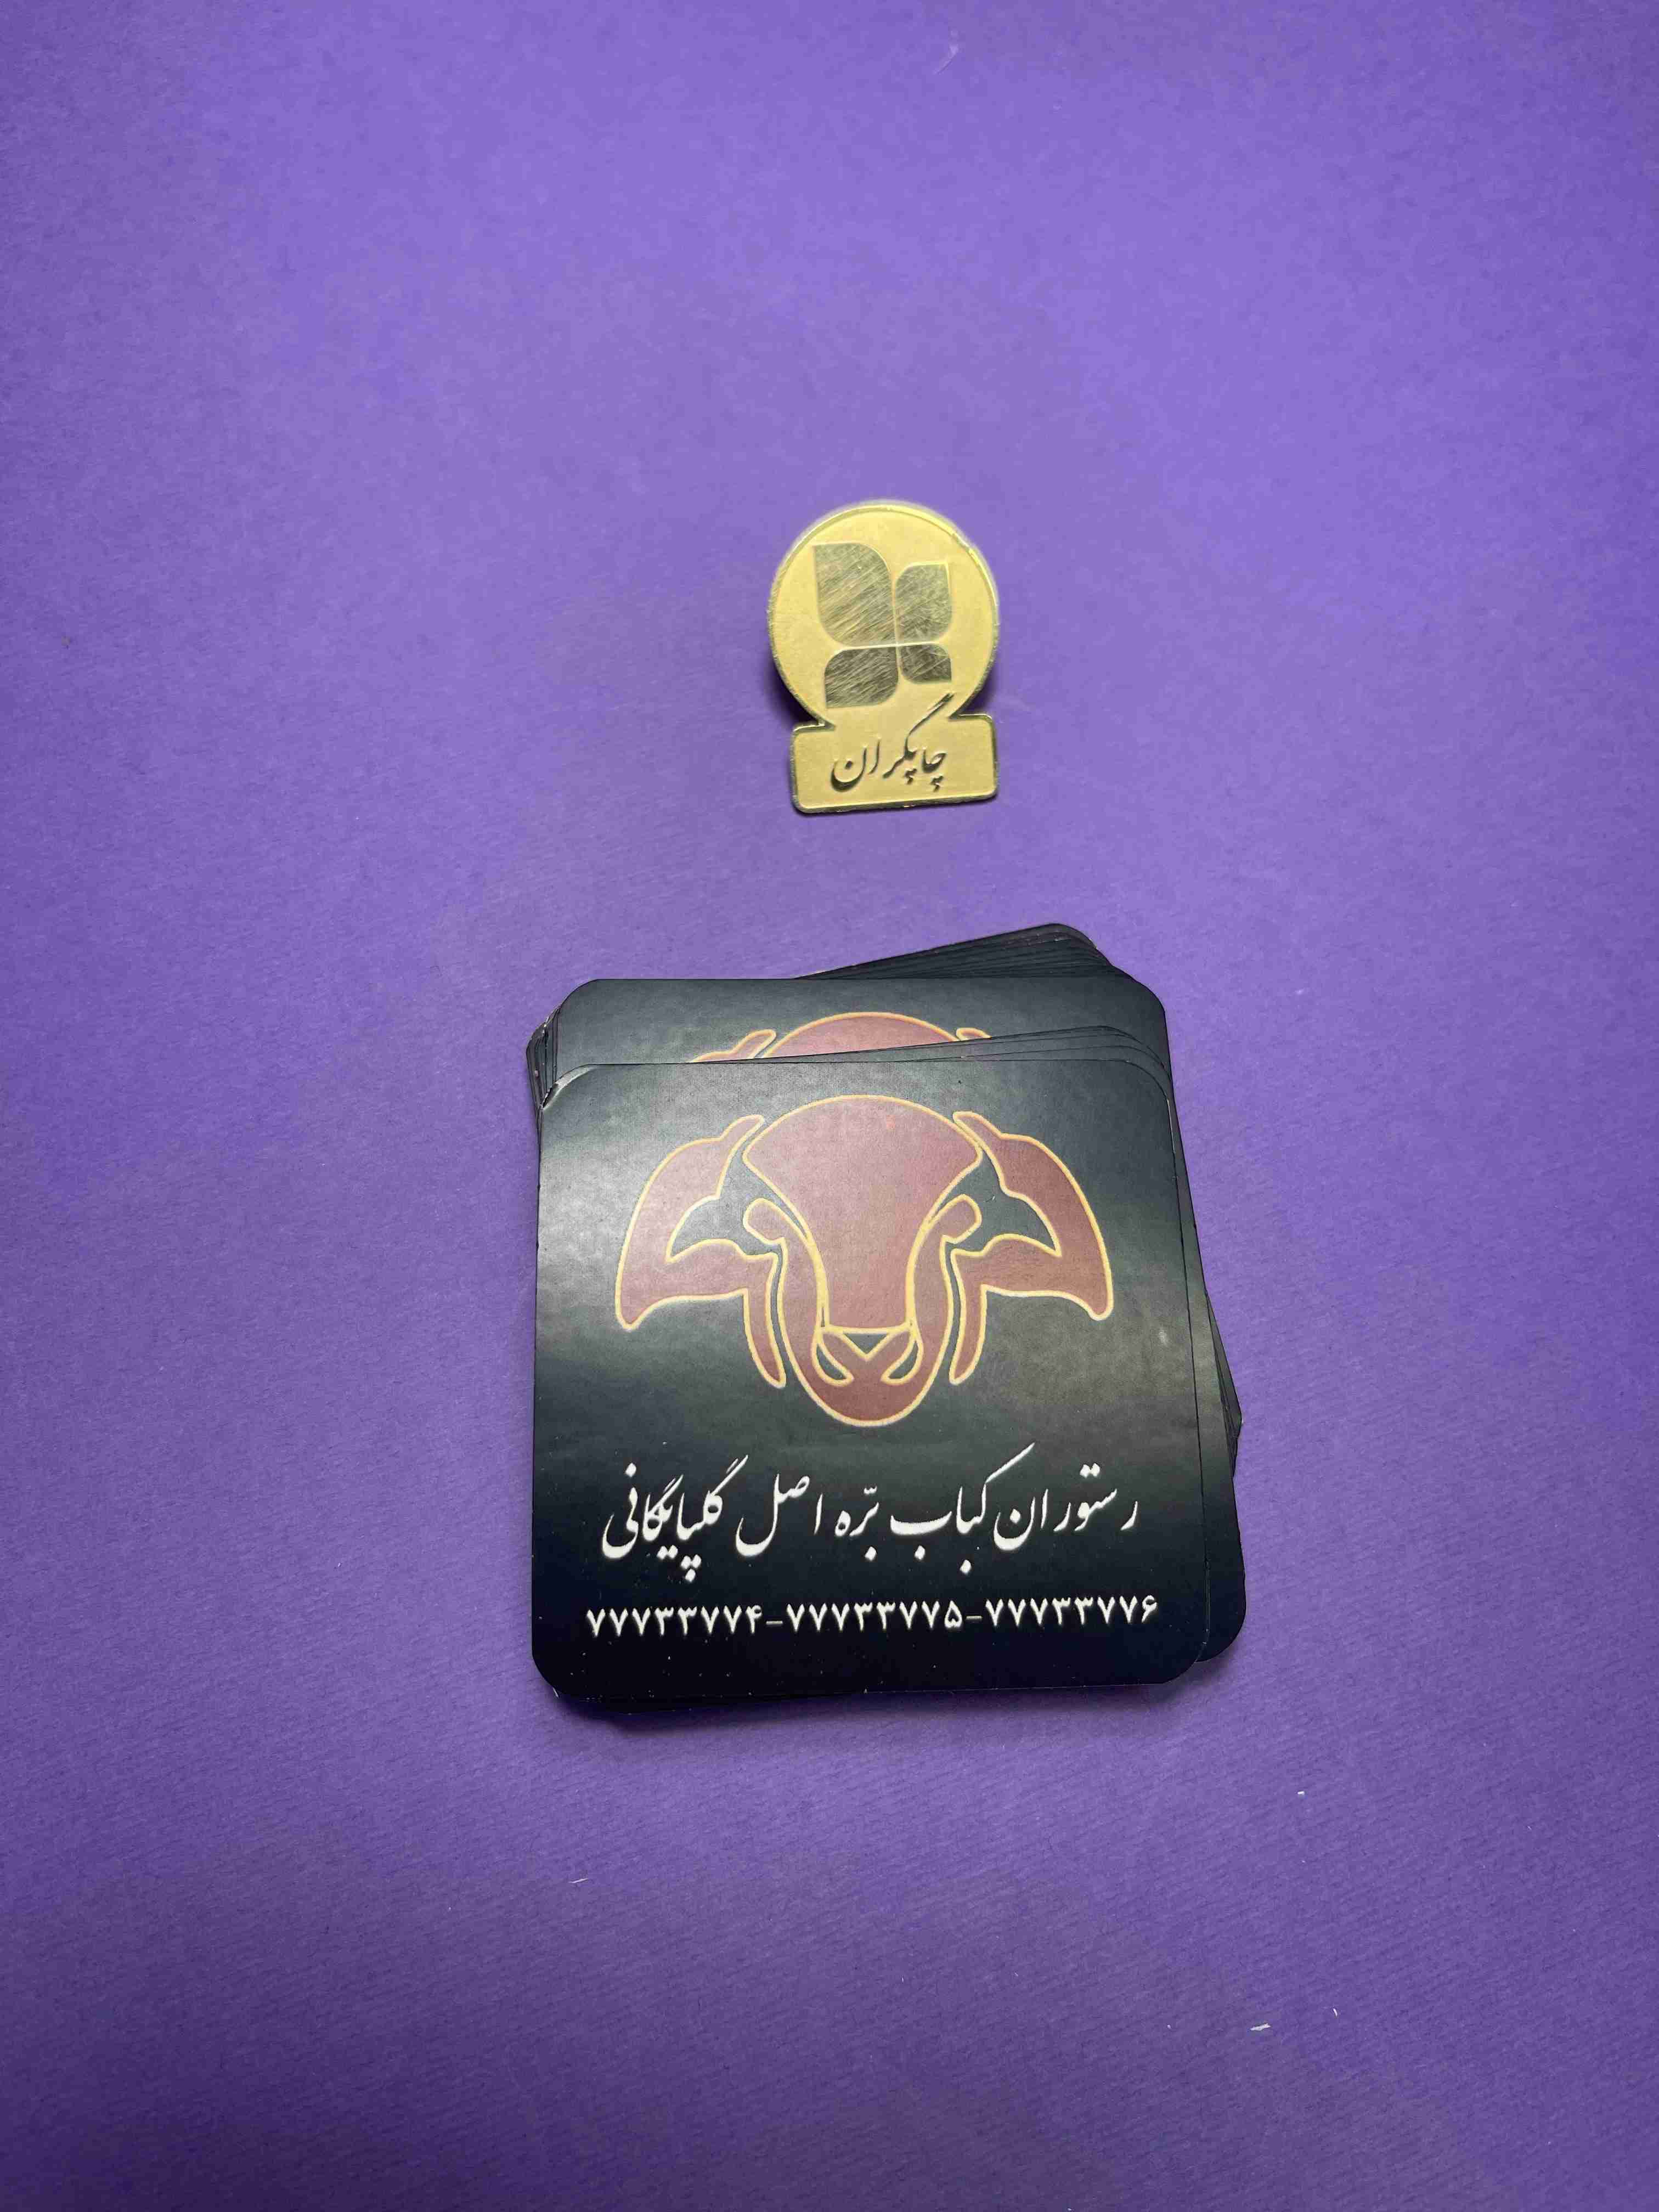 چاپگران
رستوران کباب برّه اصل گلپایگانی
۷۷۷۳۳۷۷۴-۷۷۷۳۳۷۷۵-۷۷۷۳۳۷۷۶